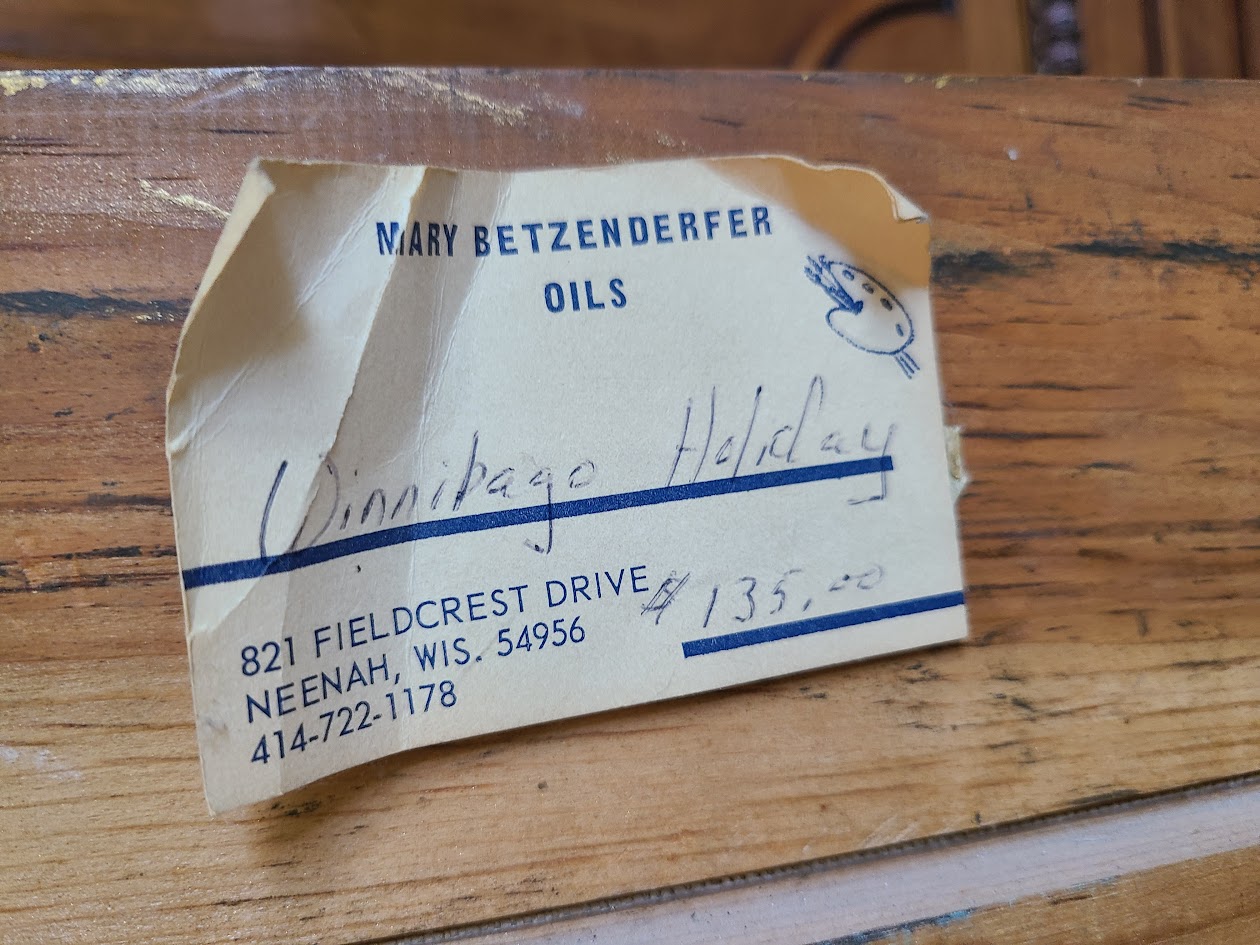 MARY BETZENDERFER
OILS
Winnibago Holiday
$135.00
821 FIELDCREST DRIVE
NEENAH, WIS. 54956
414-722-1178